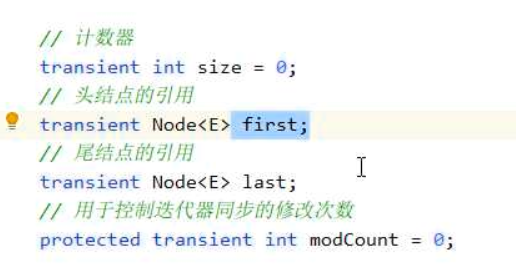 // 计数器
transient int size = 0;
// 头结点的引用
transient Node<E> first;
// 尾结点的引用
transient Node<E> last;
// 用于控制迭代器同步的修改次数
protected transient int modCount = 0;